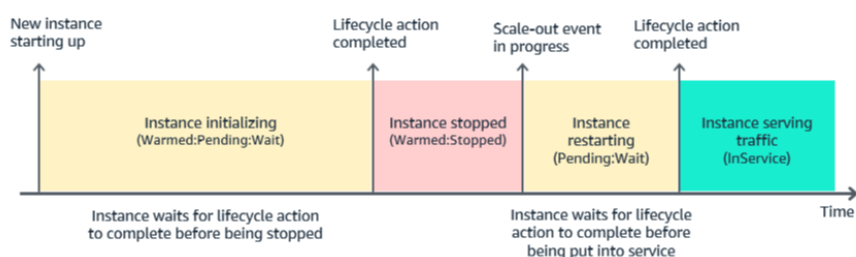 New instance
starting up
Lifecycle action
completed
Scale-out event
in progress
Lifecycle action
completed
Instance initializing
(Warmed:Pending:Wait)
Instance stopped
(Warmed:Stopped)
Instance
restarting
(Pending:Wait)
Instance serving
traffic
(InService)
Time
Instance waits for lifecycle action
to complete before being stopped
Instance waits for lifecycle
action to complete before
being put into service